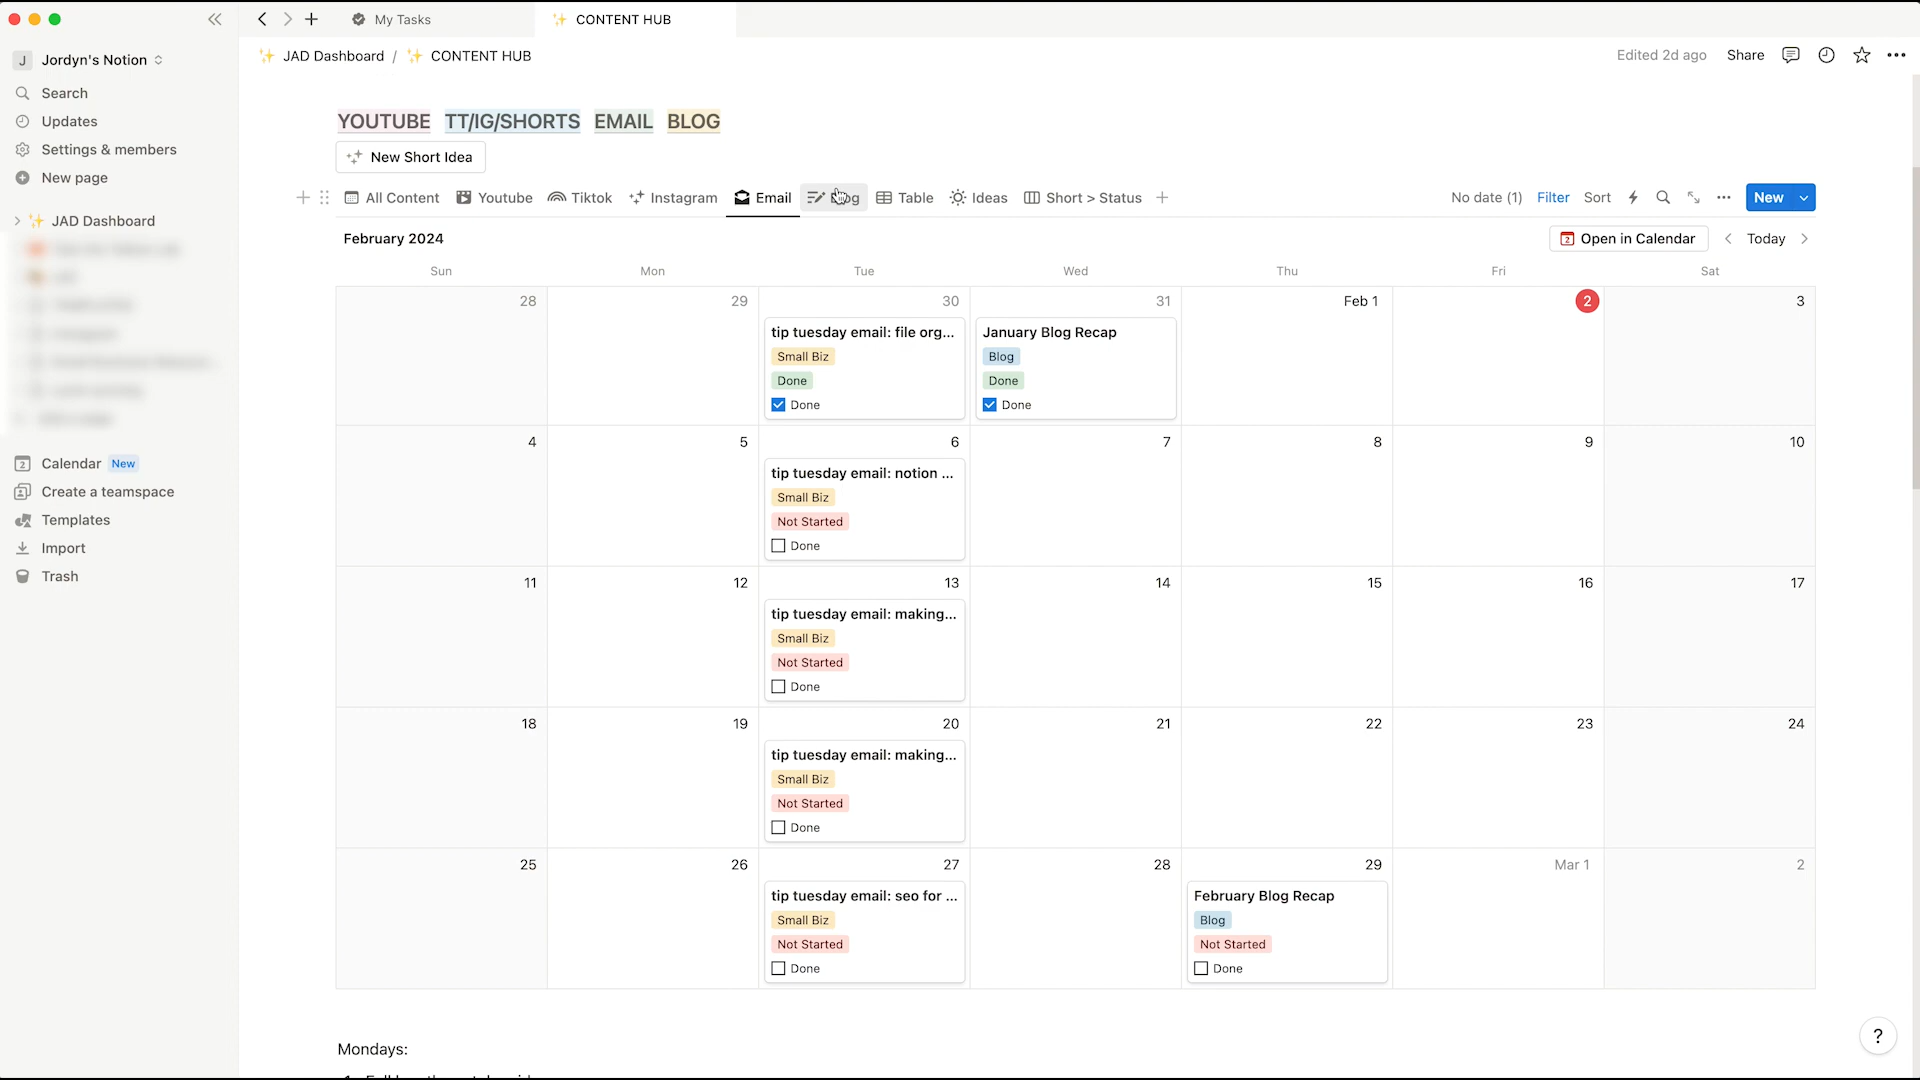 My Tasks
✨ CONTENT HUB
J Jordyn's Notion
✨ JAD Dashboard / ✨ CONTENT HUB
Edited 2d ago Share
Search
Updates
Settings & members
New page
✨ JAD Dashboard
Calendar New
Create a teamspace
Templates
Import
Trash
YOUTUBE TT/IG/SHORTS EMAIL BLOG
New Short Idea
All Content Youtube Tiktok Instagram Email Blog Table Ideas Short > Status
No date (1) Filter Sort New
February 2024
Open in Calendar Today
Sun Mon Tue Wed Thu Fri Sat
28 29 30 31 Feb 1 2 3
tip tuesday email: file org...
Small Biz
Done
Done
January Blog Recap
Blog
Done
Done
4 5 6 7 8 9 10
tip tuesday email: notion ...
Small Biz
Not Started
Done
11 12 13 14 15 16 17
tip tuesday email: making...
Small Biz
Not Started
Done
18 19 20 21 22 23 24
tip tuesday email: making...
Small Biz
Not Started
Done
25 26 27 28 29 Mar 1 2
tip tuesday email: seo for ...
Small Biz
Not Started
Done
February Blog Recap
Blog
Not Started
Done
Mondays:
?